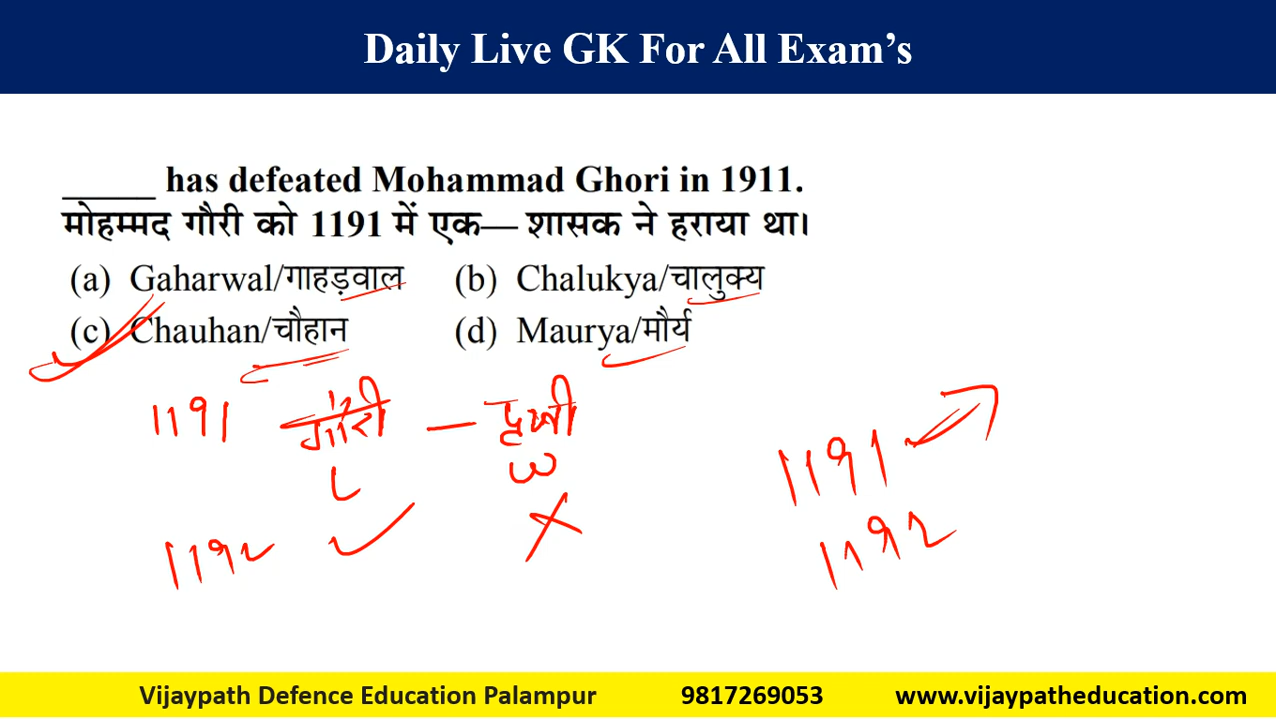 Daily Live GK For All Exam's
_____ has defeated Mohammad Ghori in 1911.
मोहम्मद गौरी को 1191 में एक— शासक ने हराया था।
(a) Gaharwal/गाहड़वाल (b) Chalukya/चालुक्य
(c) Chauhan/चौहान (d) Maurya/मौर्य
1191 गौरी — पृथ्वी
L W
1192
1191
1192
Vijaypath Defence Education Palampur 9817269053 www.vijaypatheducation.com